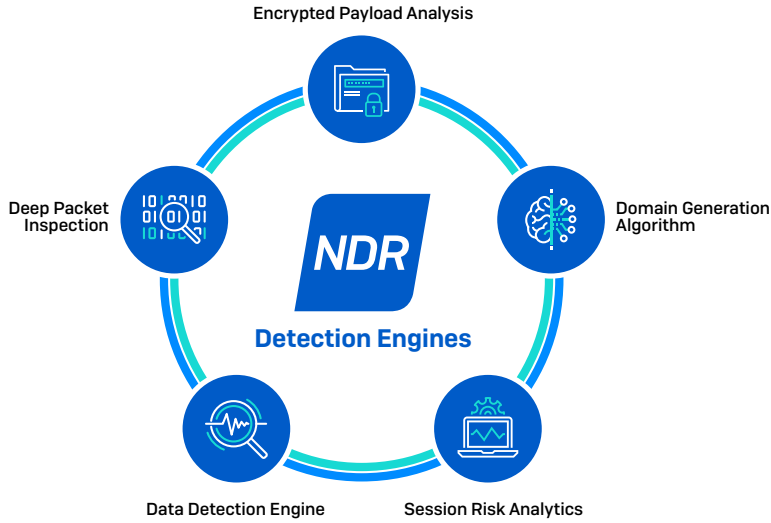 Encrypted Payload Analysis
Deep Packet
Inspection
Domain Generation
Algorithm
NDR
Detection Engines
Data Detection Engine
Session Risk Analytics